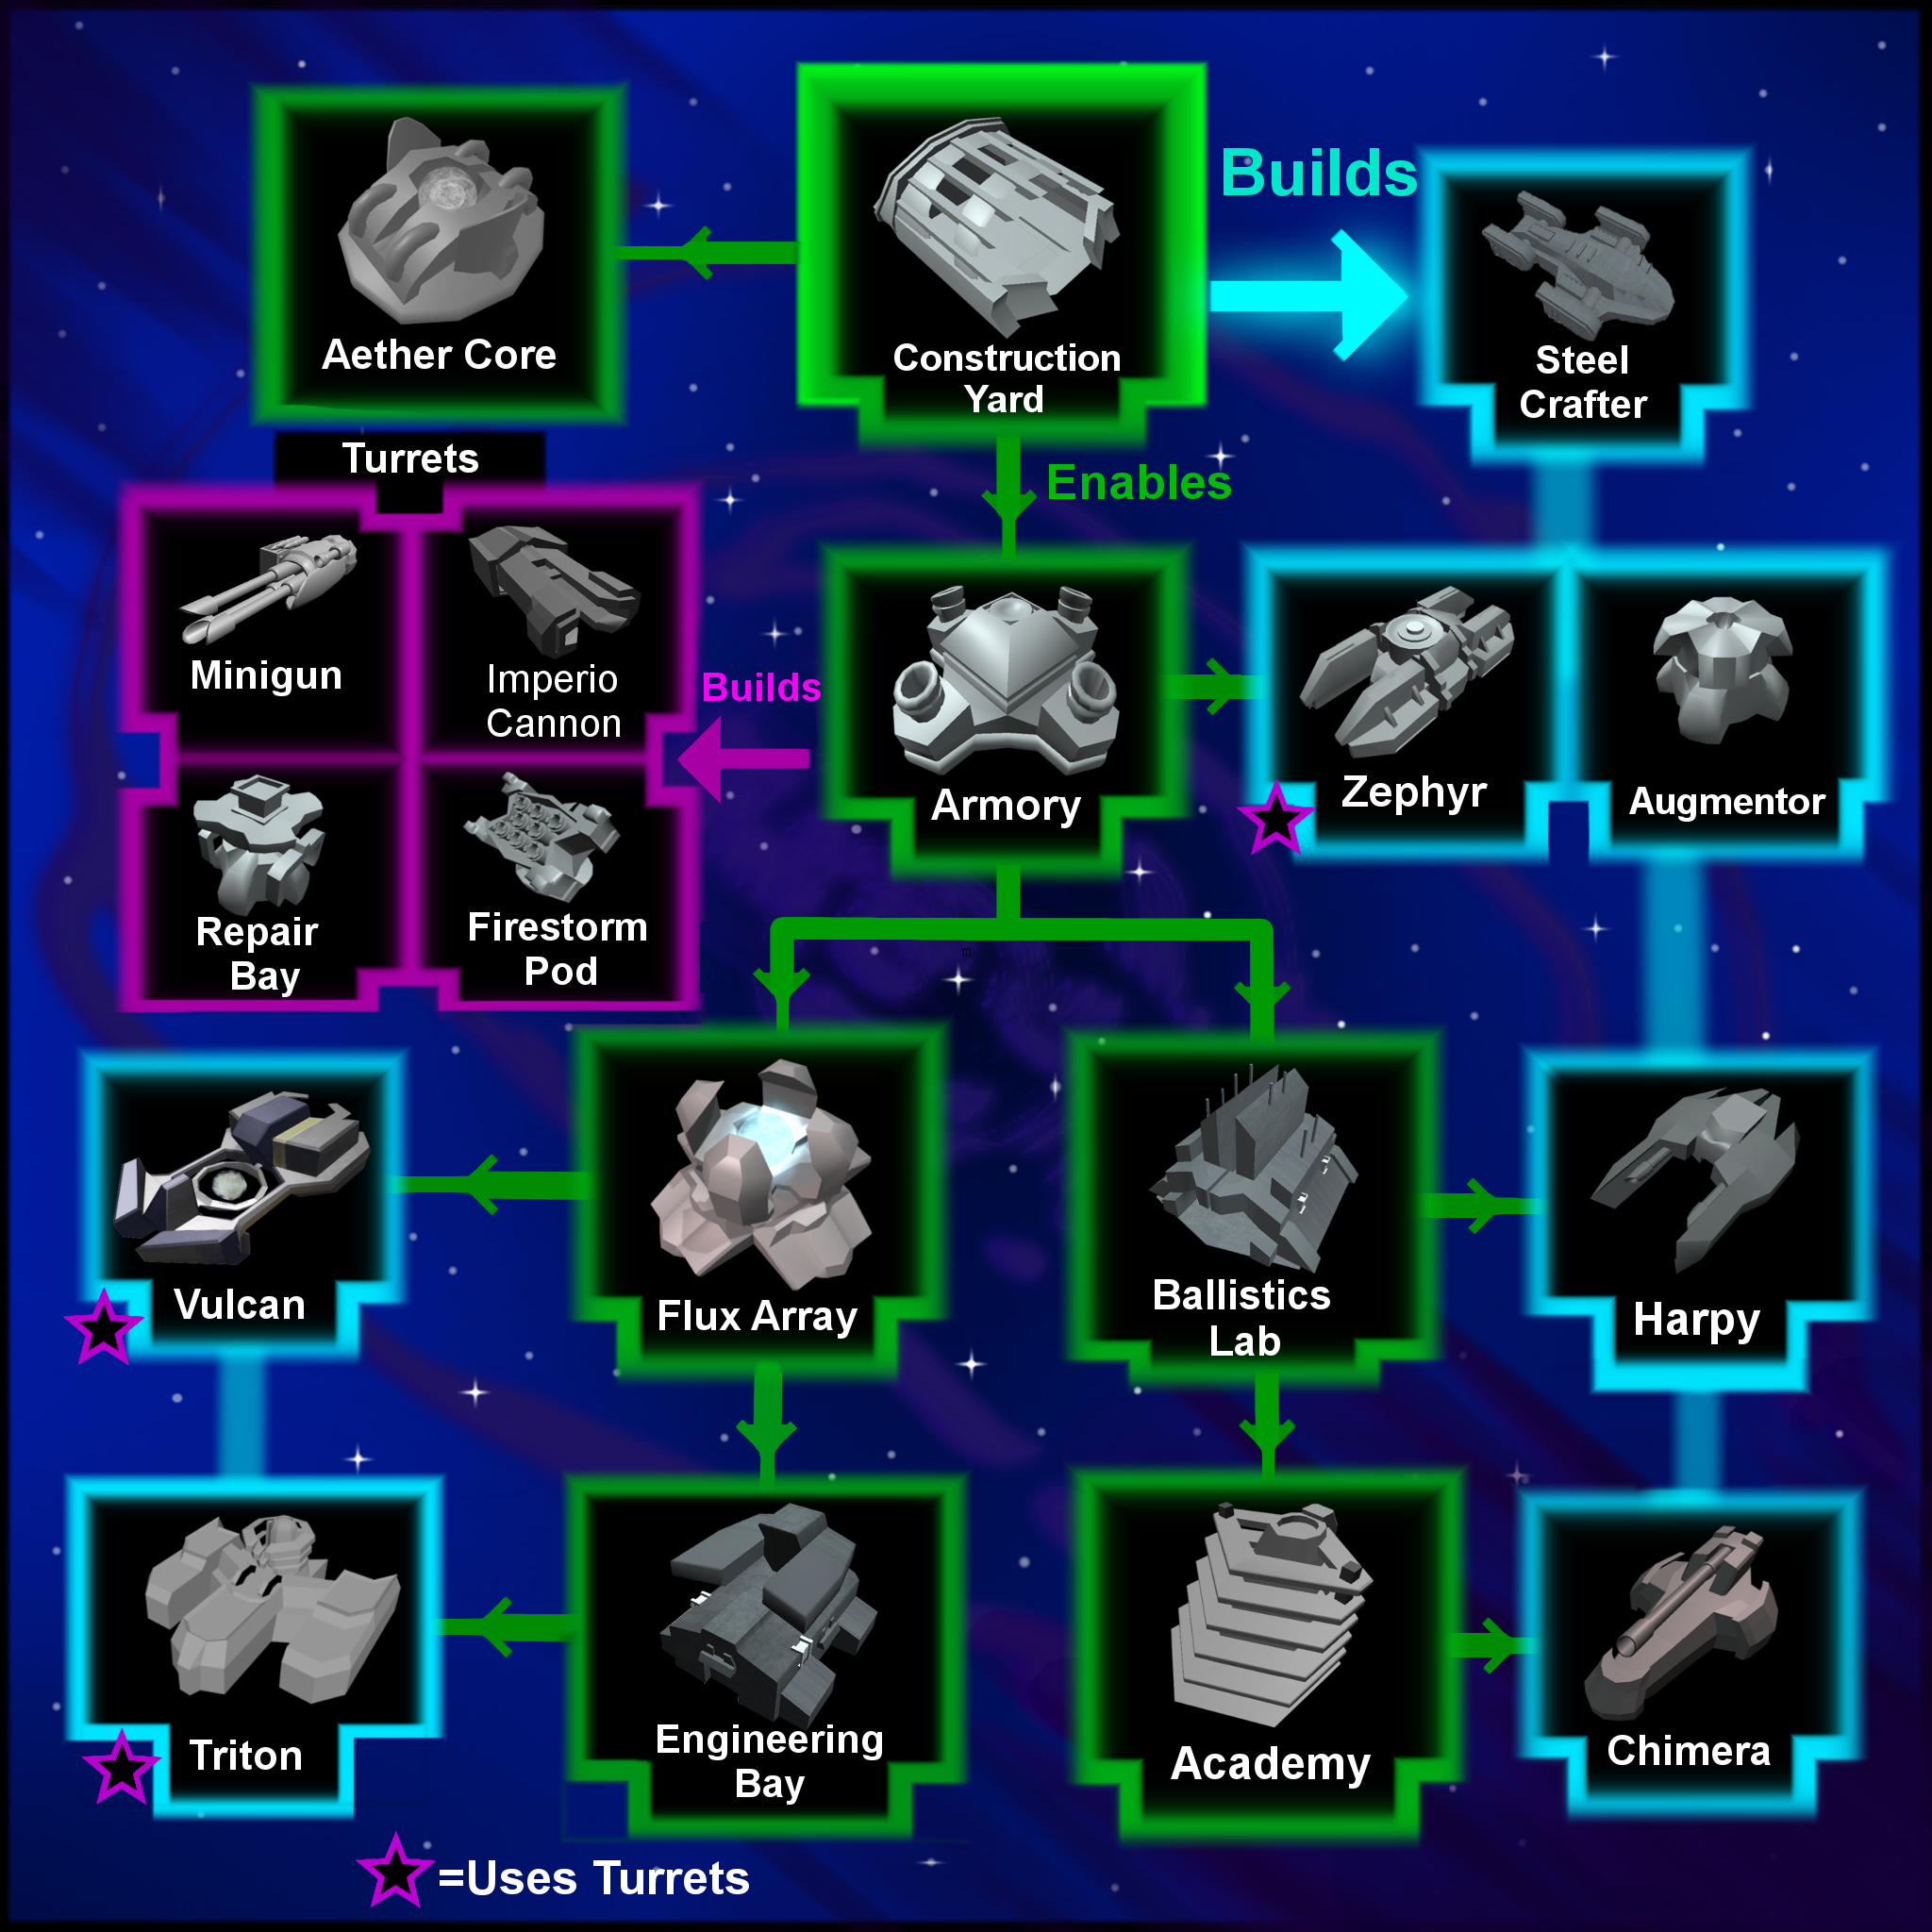 Builds
Aether Core
Construction
Yard
Steel
Crafter
Turrets
Enables
Minigun
Imperio
Cannon
Builds
Armory
Zephyr
Augmentor
Repair
Bay
Firestorm
Pod
m
Vulcan
Flux Array
Ballistics
Lab
Harpy
Triton
Engineering
Bay
Academy
Chimera
=Uses Turrets